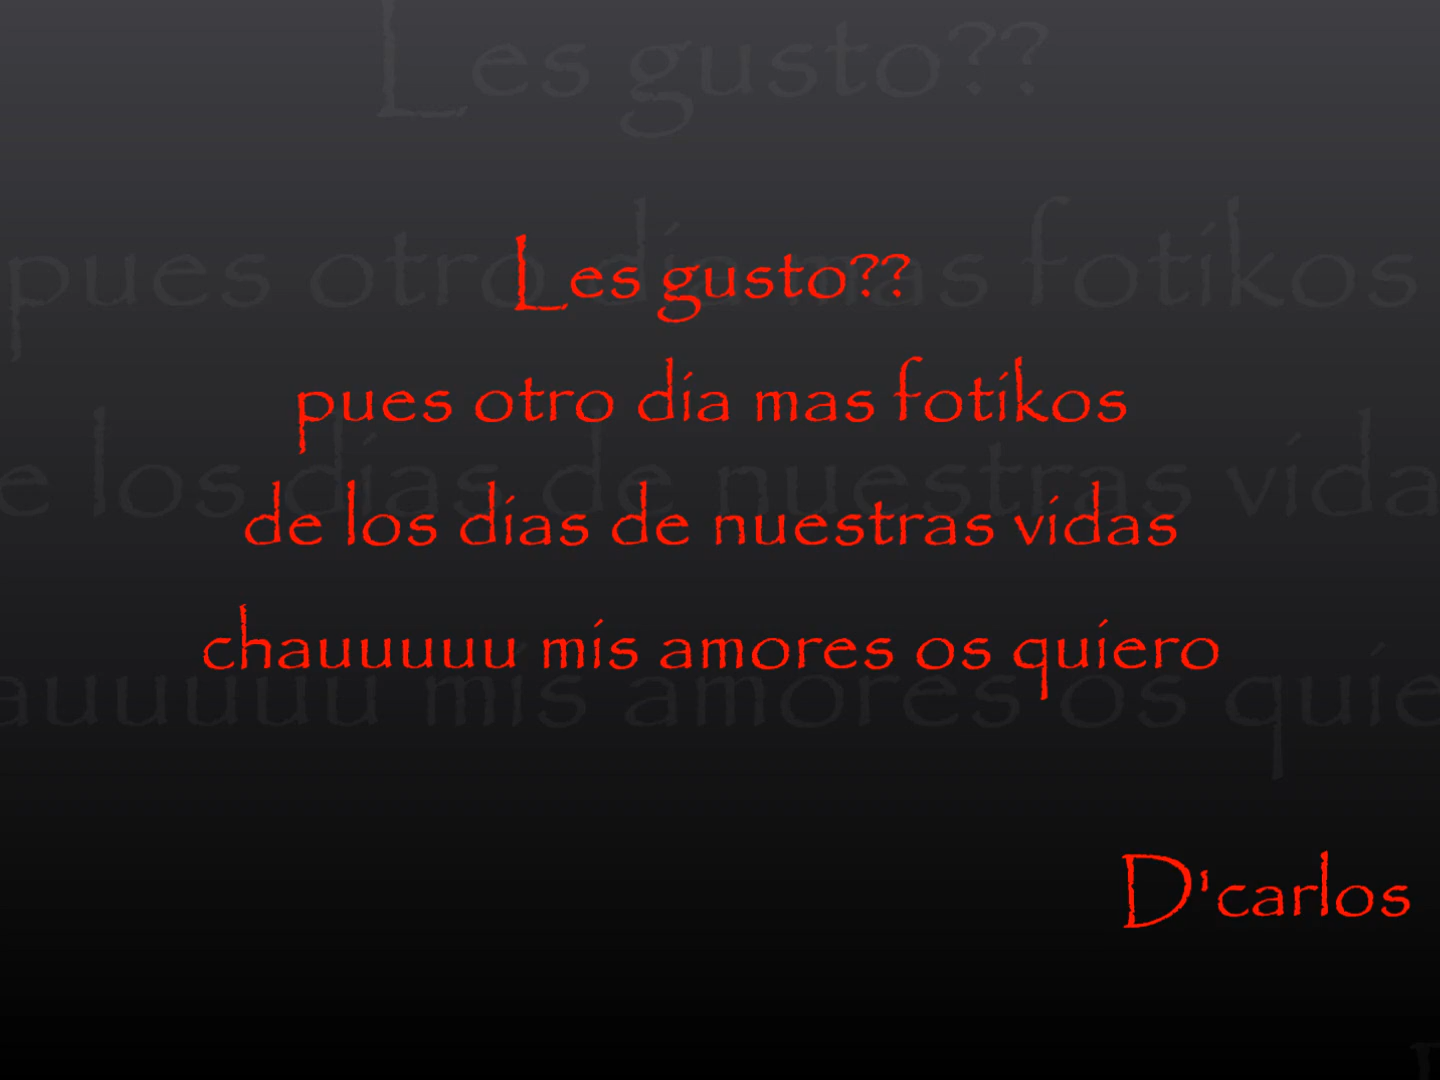 Les gusto??
pues otro dia mas fotikos
de los dias de nuestras vidas
chauuuuu mis amores os quiero
D'carlos